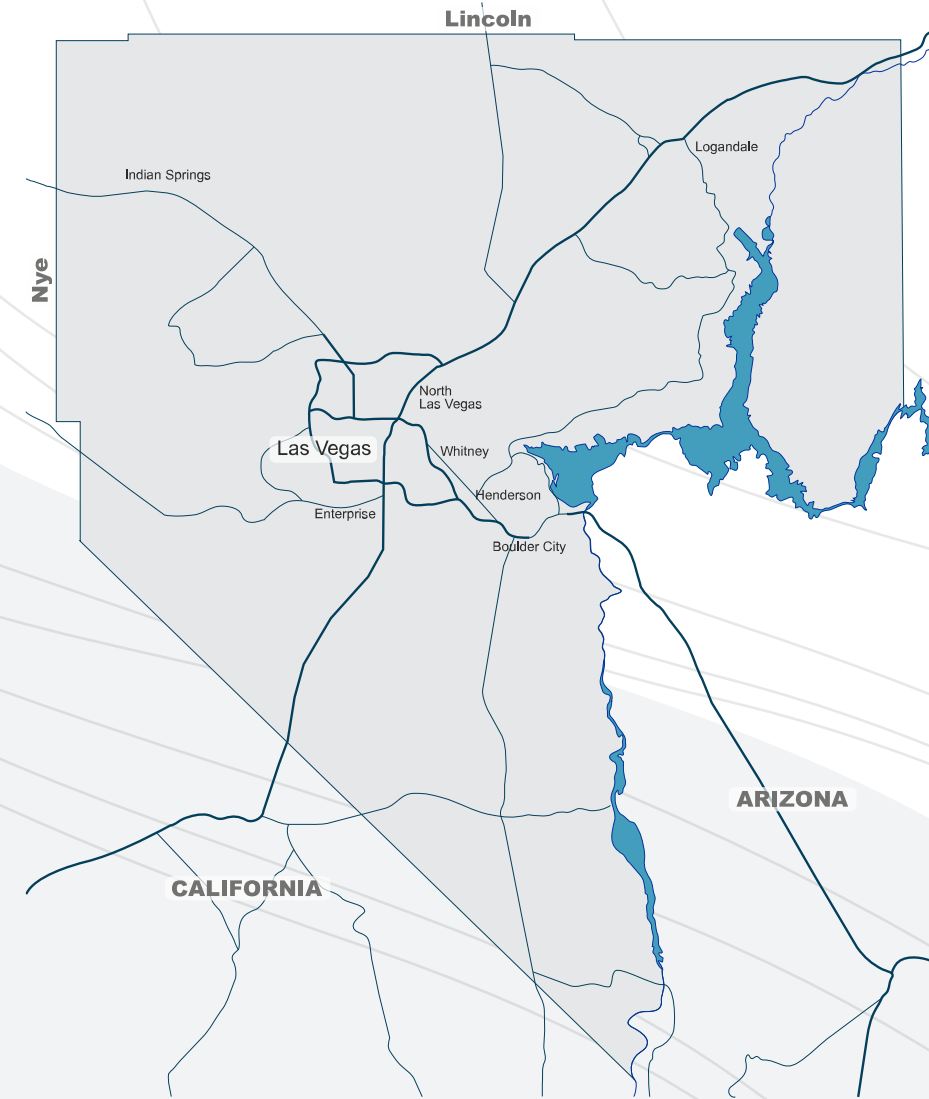 Lincoln
Logandale
Indian Springs
Nye
North
Las Vegas
Las Vegas
Whitney
Henderson
Enterprise
Boulder City
ARIZONA
CALIFORNIA